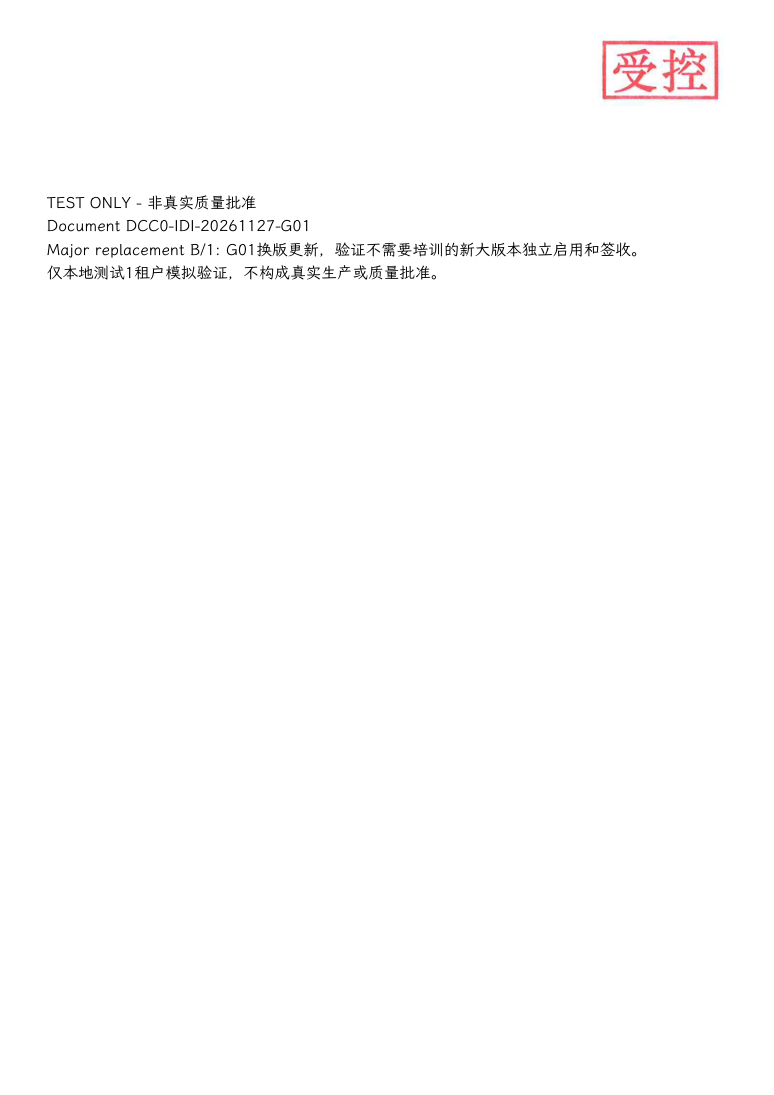 受控
TEST ONLY - 非真实质量批准
Document DCC0-IDI-20261127-G01
Major replacement B/1: G01换版更新，验证不需要培训的新大版本独立启用和签收。
仅本地测试1租户模拟验证，不构成真实生产或质量批准。